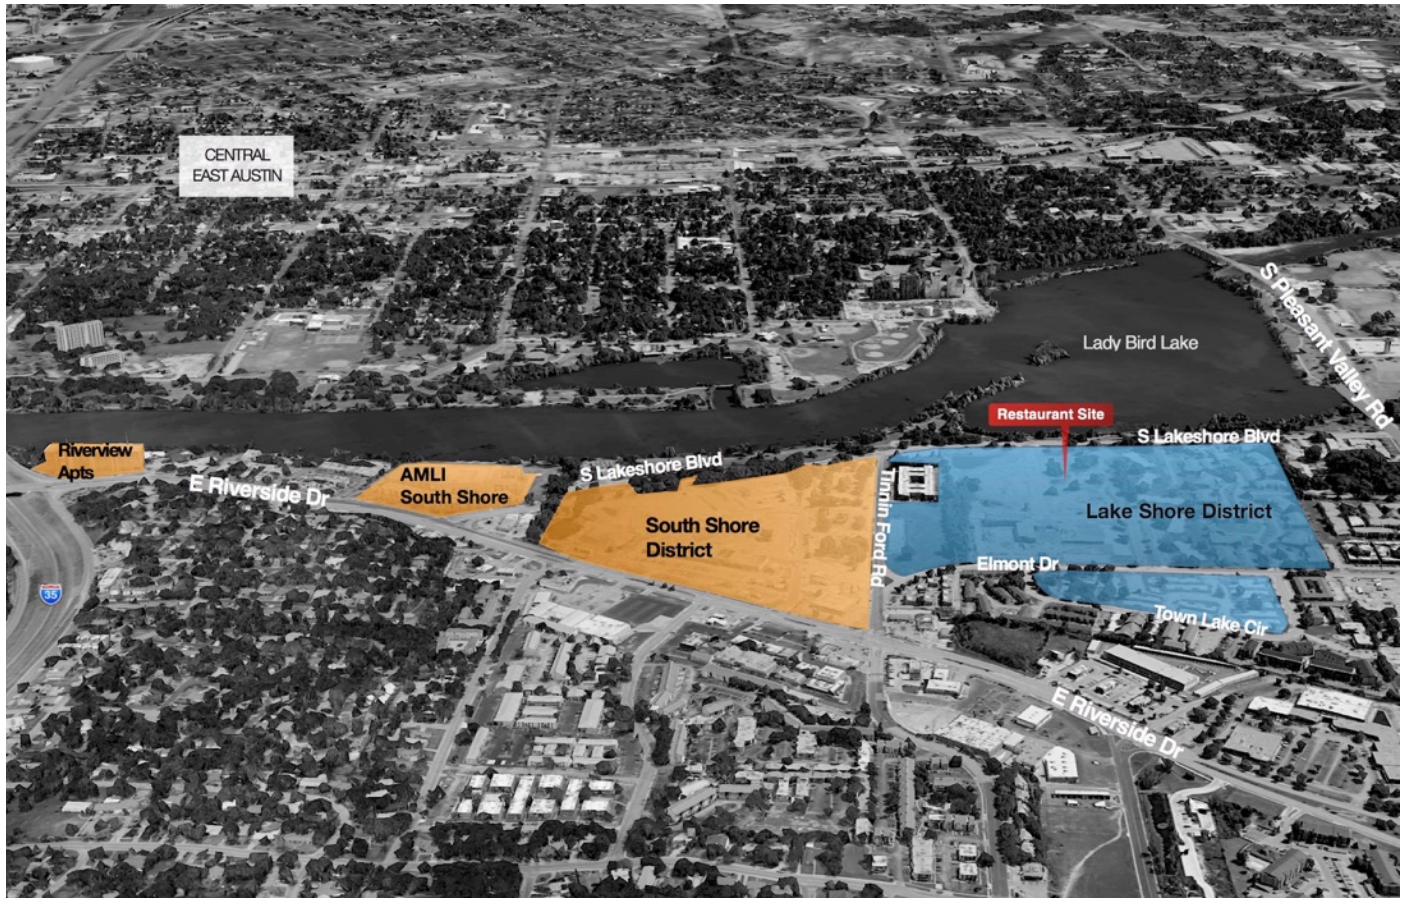 CENTRAL
EAST AUSTIN
S Pleasant Valley Rd
Lady Bird Lake
Restaurant Site
S Lakeshore Blvd
Riverview
Apts
AMLI
South Shore
S Lakeshore Blvd
E Riverside Dr
South Shore
District
Tinnin Ford Rd
Lake Shore District
Elmont Dr
Town Lake Cir
35
E Riverside Dr